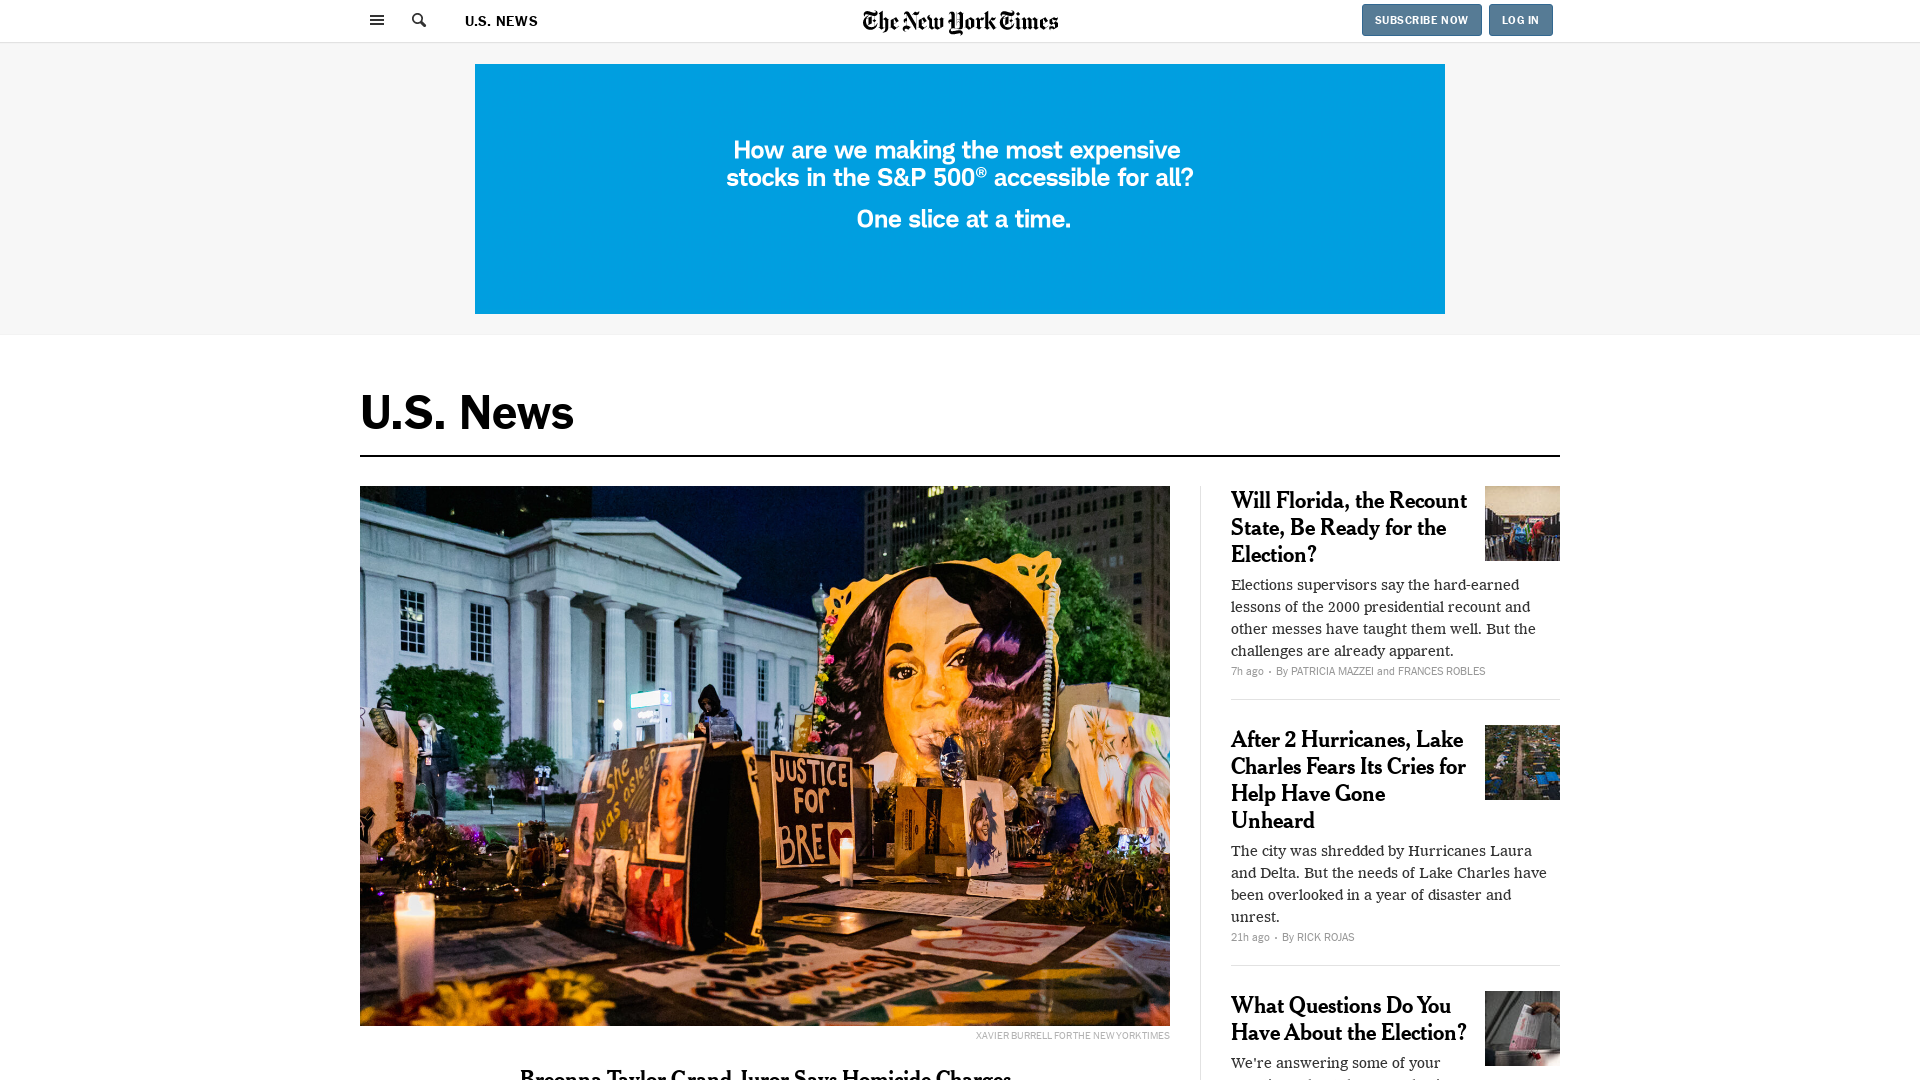 U.S. NEWS
The New York Times
SUBSCRIBE NOW
LOG IN
How are we making the most expensive
stocks in the S&P 500® accessible for all?
One slice at a time.
U.S. News
She
was asleep
JUSTICE
FOR
BRE
XAVIER BURRELL FOR THE NEW YORK TIMES
Breonna Taylor Grand Juror Says Homicide Charges
Will Florida, the Recount
State, Be Ready for the
Election?
Elections supervisors say the hard-earned
lessons of the 2000 presidential recount and
other messes have taught them well. But the
challenges are already apparent.
7h ago • By PATRICIA MAZZEI and FRANCES ROBLES
After 2 Hurricanes, Lake
Charles Fears Its Cries for
Help Have Gone
Unheard
The city was shredded by Hurricanes Laura
and Delta. But the needs of Lake Charles have
been overlooked in a year of disaster and
unrest.
21h ago • By RICK ROJAS
What Questions Do You
Have About the Election?
We're answering some of your